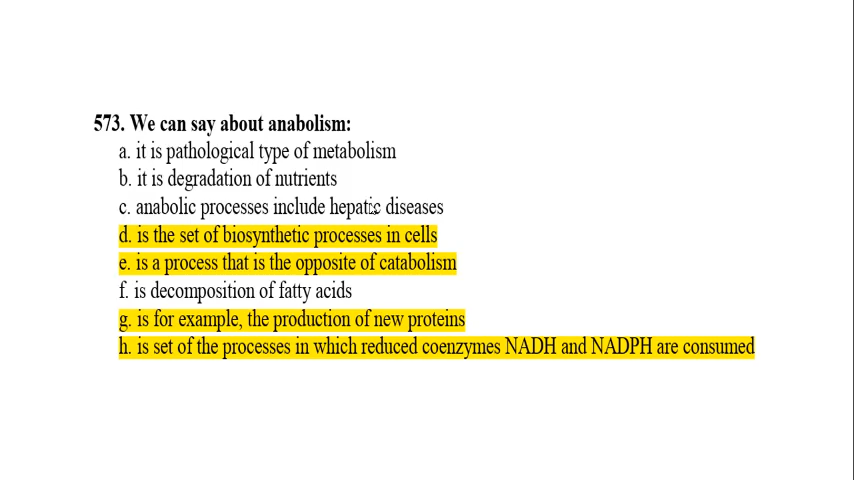 573. We can say about anabolism:
a. it is pathological type of metabolism
b. it is degradation of nutrients
c. anabolic processes include hepatic diseases
d. is the set of biosynthetic processes in cells
e. is a process that is the opposite of catabolism
f. is decomposition of fatty acids
g. is for example, the production of new proteins
h. is set of the processes in which reduced coenzymes NADH and NADPH are consumed